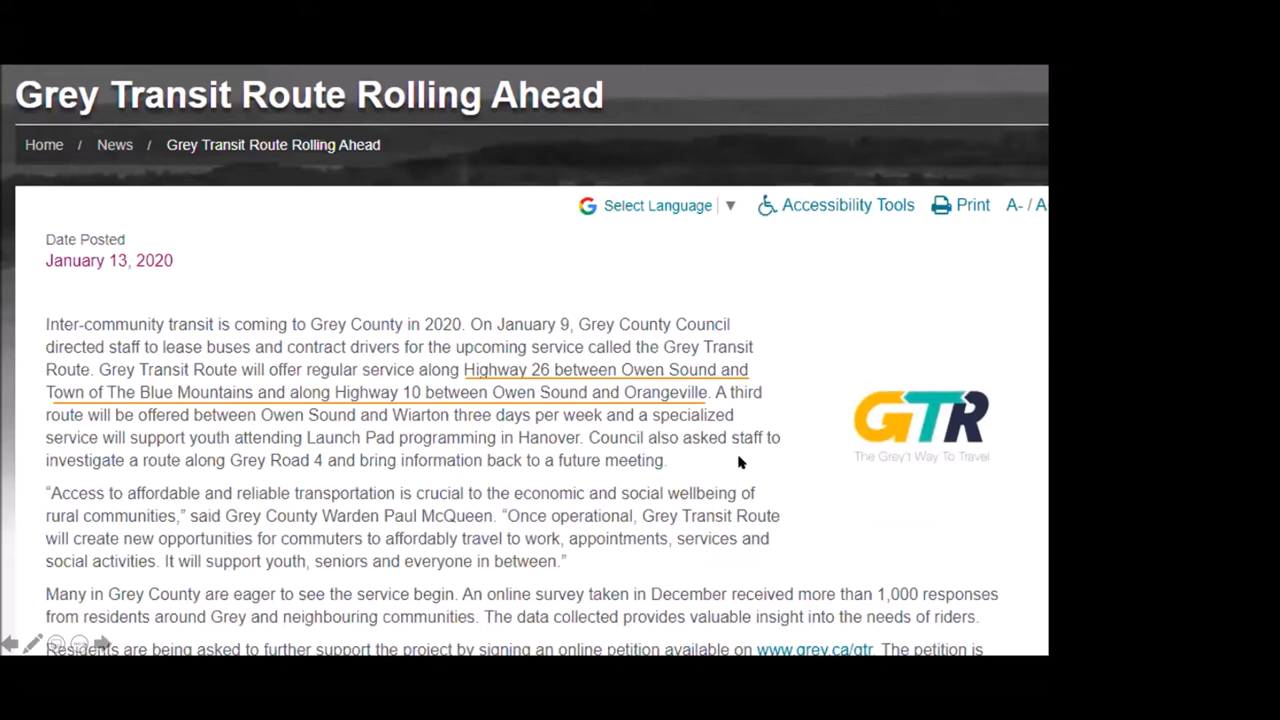 Grey Transit Route Rolling Ahead
Home / News / Grey Transit Route Rolling Ahead
Select Language ▼ Accessibility Tools Print A- / A
Date Posted
January 13, 2020
Inter-community transit is coming to Grey County in 2020. On January 9, Grey County Council
directed staff to lease buses and contract drivers for the upcoming service called the Grey Transit
Route. Grey Transit Route will offer regular service along Highway 26 between Owen Sound and
Town of The Blue Mountains and along Highway 10 between Owen Sound and Orangeville. A third
route will be offered between Owen Sound and Wiarton three days per week and a specialized
service will support youth attending Launch Pad programming in Hanover. Council also asked staff to
investigate a route along Grey Road 4 and bring information back to a future meeting.
GTR
The Grey't Way To Travel
“Access to affordable and reliable transportation is crucial to the economic and social wellbeing of
rural communities,” said Grey County Warden Paul McQueen. “Once operational, Grey Transit Route
will create new opportunities for commuters to affordably travel to work, appointments, services and
social activities. It will support youth, seniors and everyone in between.”
Many in Grey County are eager to see the service begin. An online survey taken in December received more than 1,000 responses
from residents around Grey and neighbouring communities. The data collected provides valuable insight into the needs of riders.
Residents are being asked to further support the project by signing an online petition available on www.grey.ca/gtr. The petition is